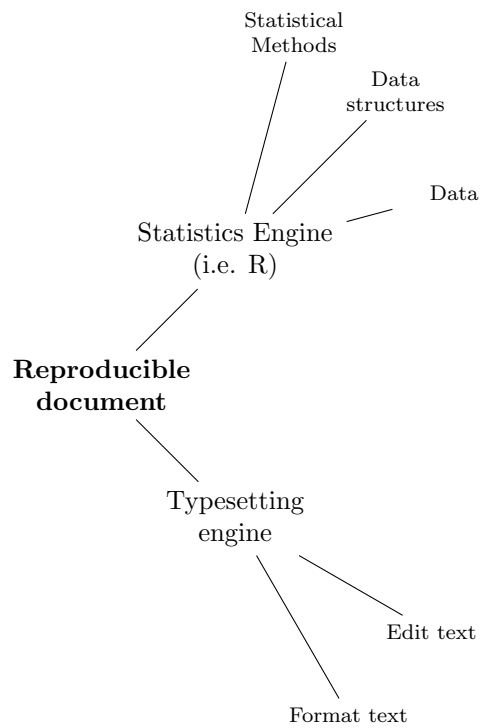 Statistical
Methods
Data
structures
Data
Statistics Engine
(i.e. R)
Reproducible
document
Typesetting
engine
Edit text
Format text